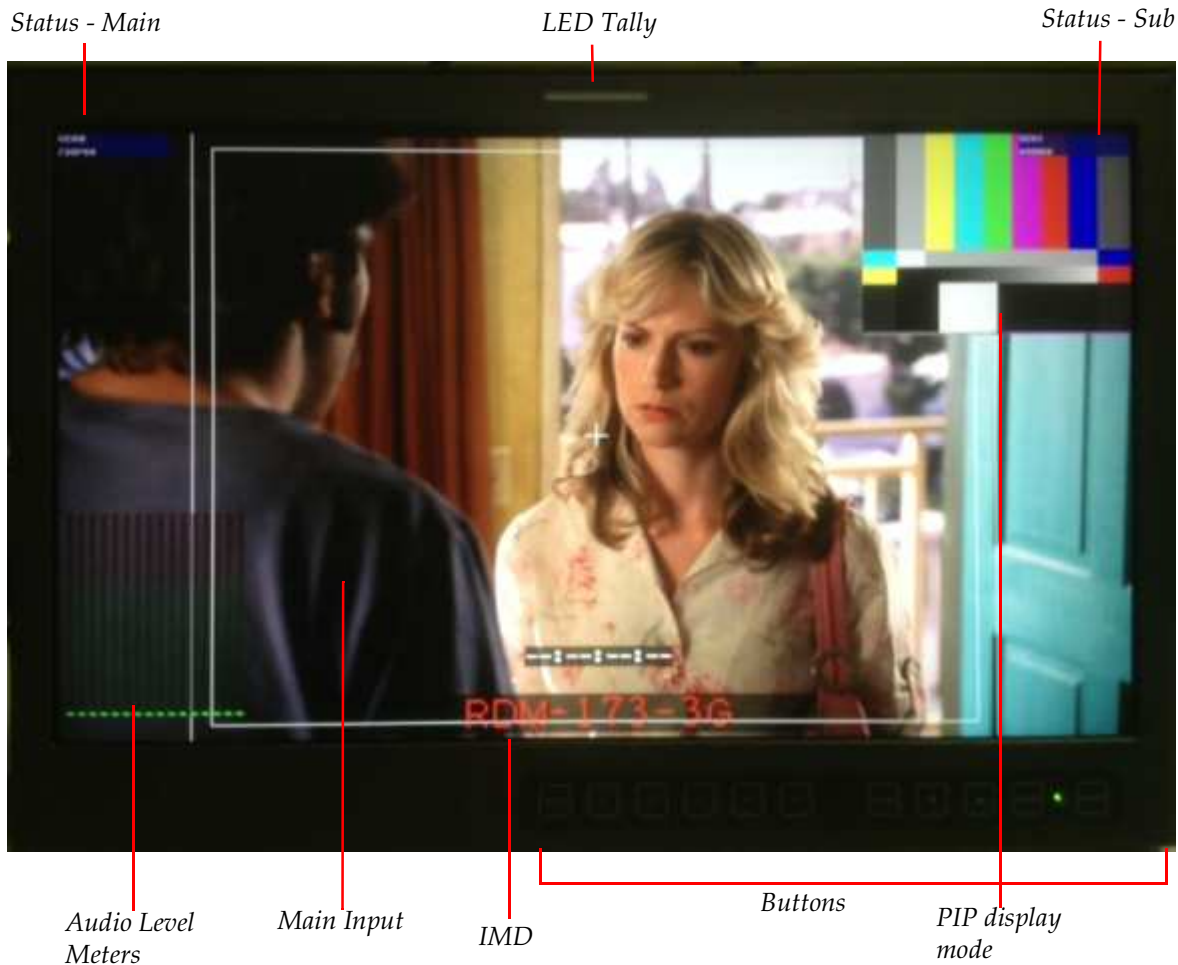 Status - Main
LED Tally
Status - Sub
--:--:--:--
RDM-173-3G
Audio Level
Meters
Main Input
IMD
Buttons
PIP display
mode